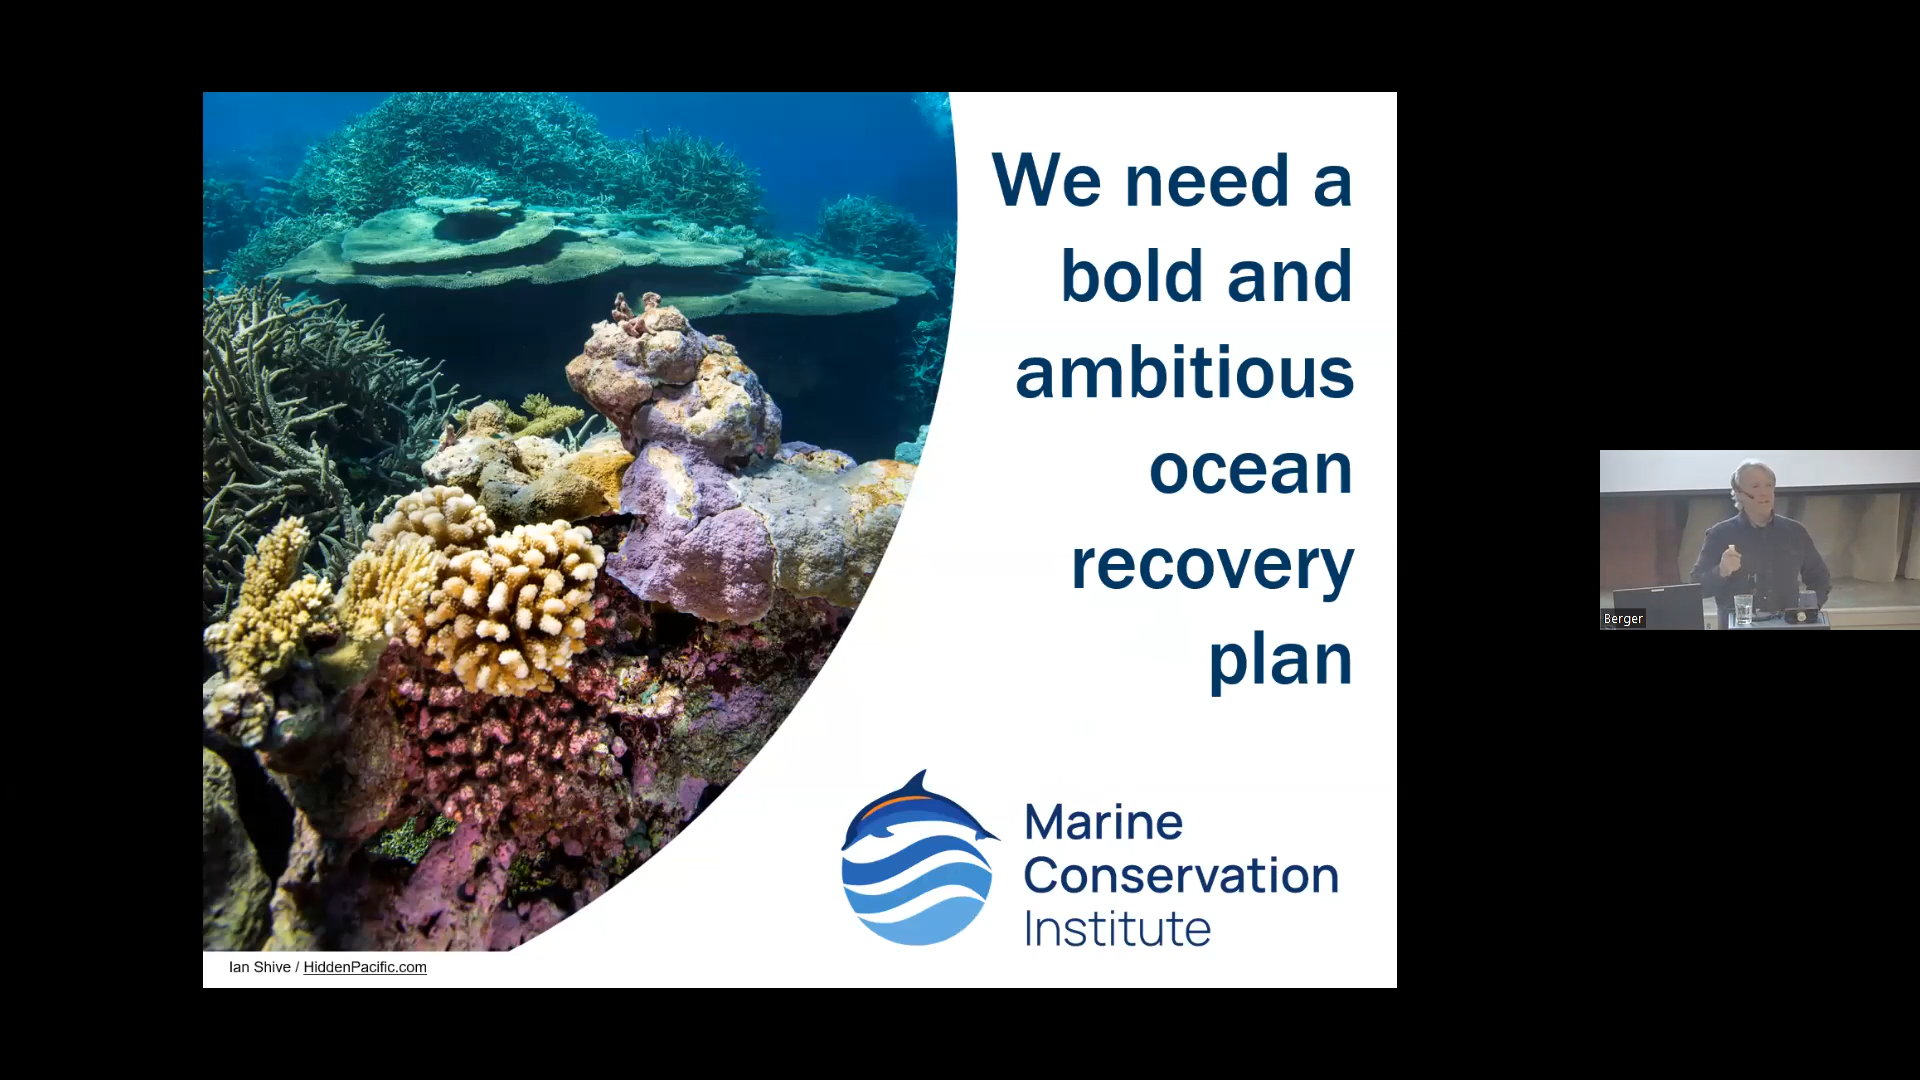 We need a
bold and
ambitious
ocean
recovery
plan
Marine
Conservation
Institute
Ian Shive / HiddenPacific.com
Berger